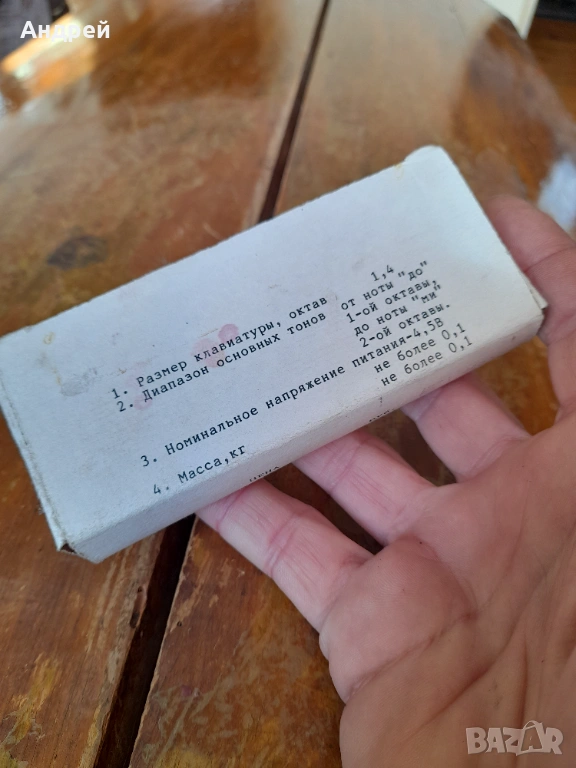 Андрей
1. Размер клавиатуры, октав 1,4
2. Диапазон основных тонов от ноты "до"
1-ой октавы,
до ноты "ми"
2-ой октавы.
3. Номинальное напряжение питания-4,5В
не более 0,1
4. Масса,кг не более 0,1
BAZAR